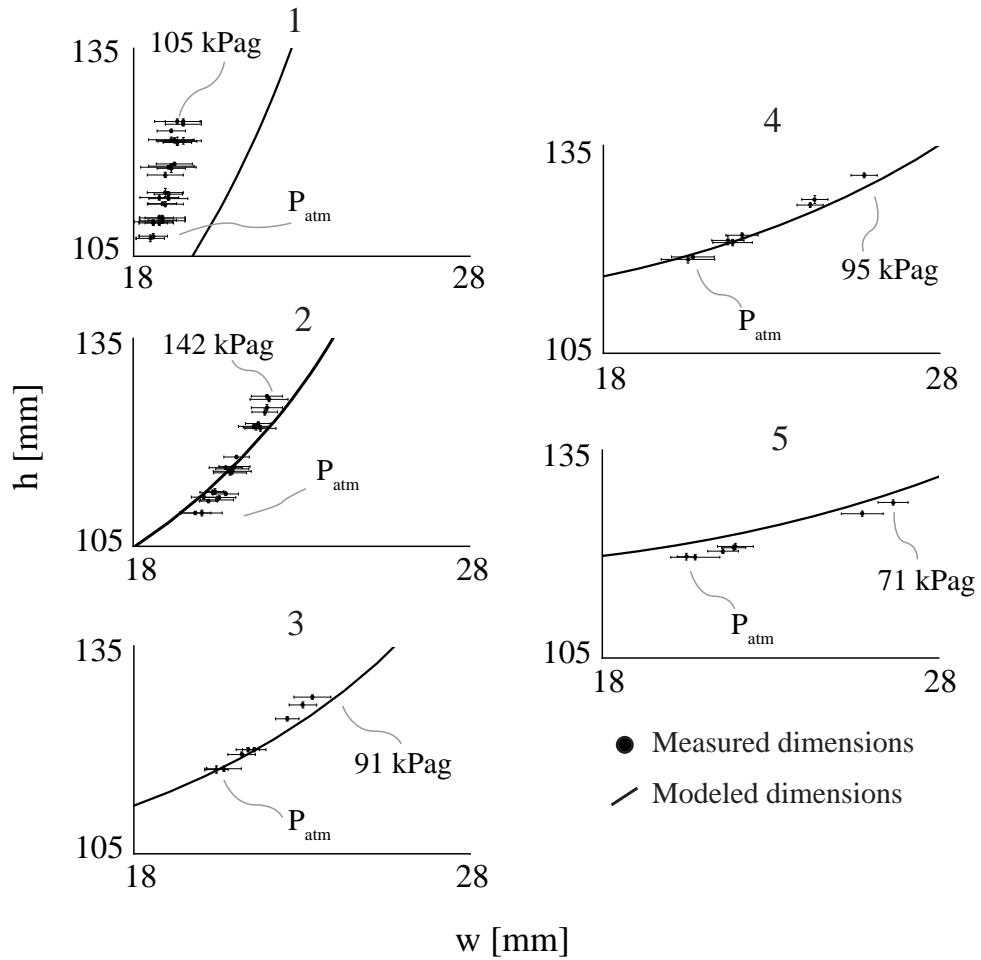 1
135
105 kPag
P atm
105
18
28
2
135
142 kPag
P atm
105
18
28
3
135
91 kPag
P atm
105
18
28
4
135
95 kPag
P atm
105
18
28
5
135
71 kPag
P atm
105
18
28
Measured dimensions
Modeled dimensions
h [mm]
w [mm]